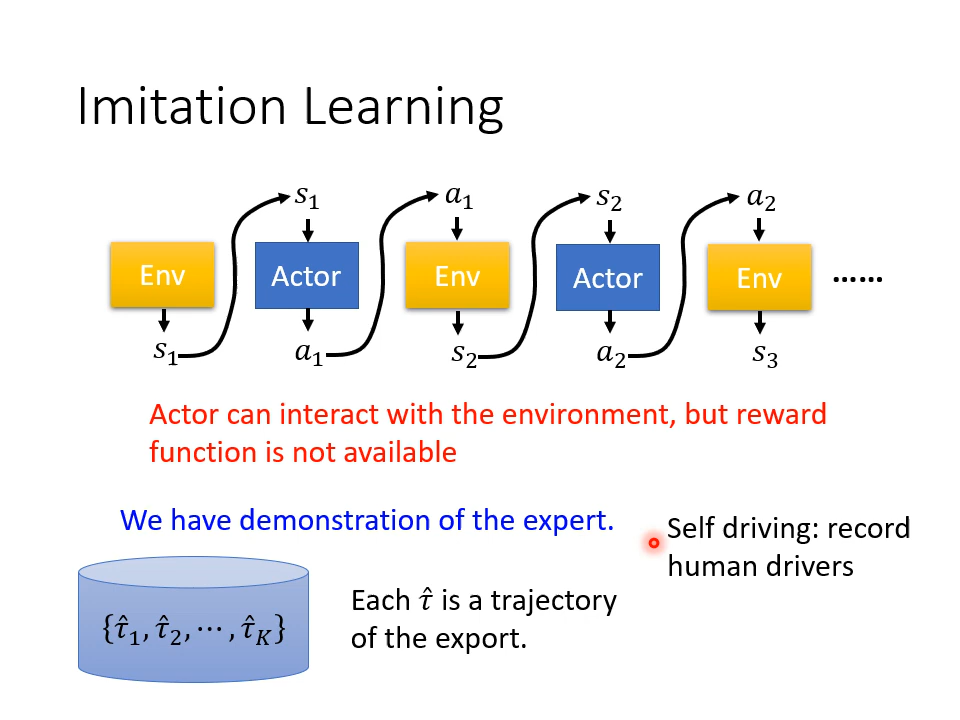 Imitation Learning
s₁ a₁ s₂ a₂
Env Actor Env Actor Env ……
s₁ a₁ s₂ a₂ s₃
Actor can interact with the environment, but reward
function is not available
We have demonstration of the expert.
Self driving: record
human drivers
{τ̂₁, τ̂₂, ⋯ , τ̂_K}
Each τ̂ is a trajectory
of the export.